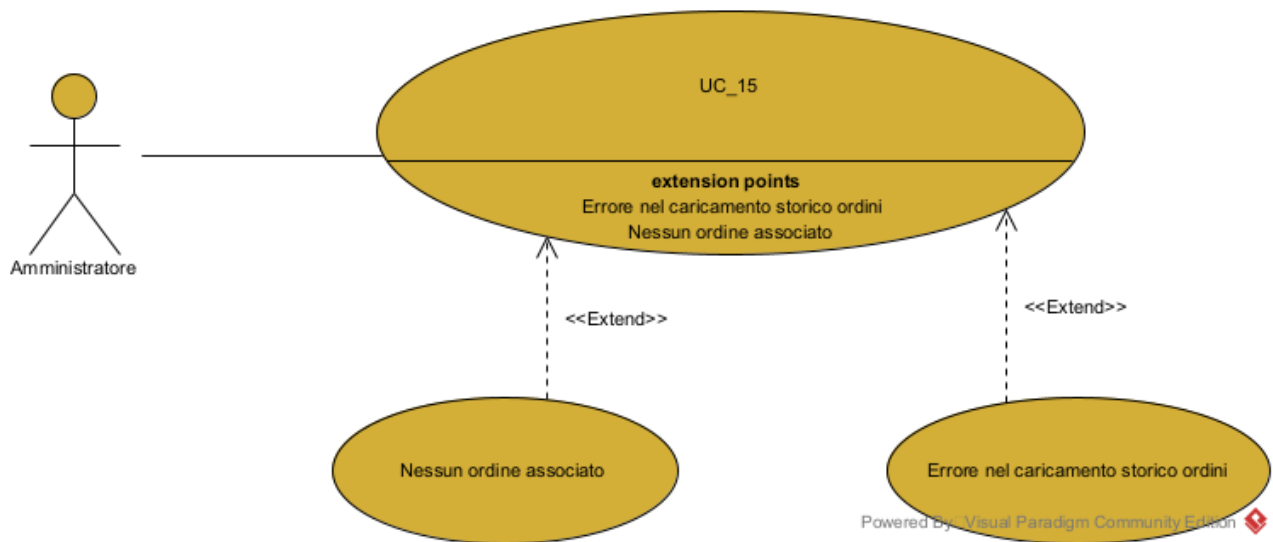 UC_15
extension points
Errore nel caricamento storico ordini
Nessun ordine associato
Amministratore
<<Extend>>
<<Extend>>
Nessun ordine associato
Errore nel caricamento storico ordini
Powered By Visual Paradigm Community Edition